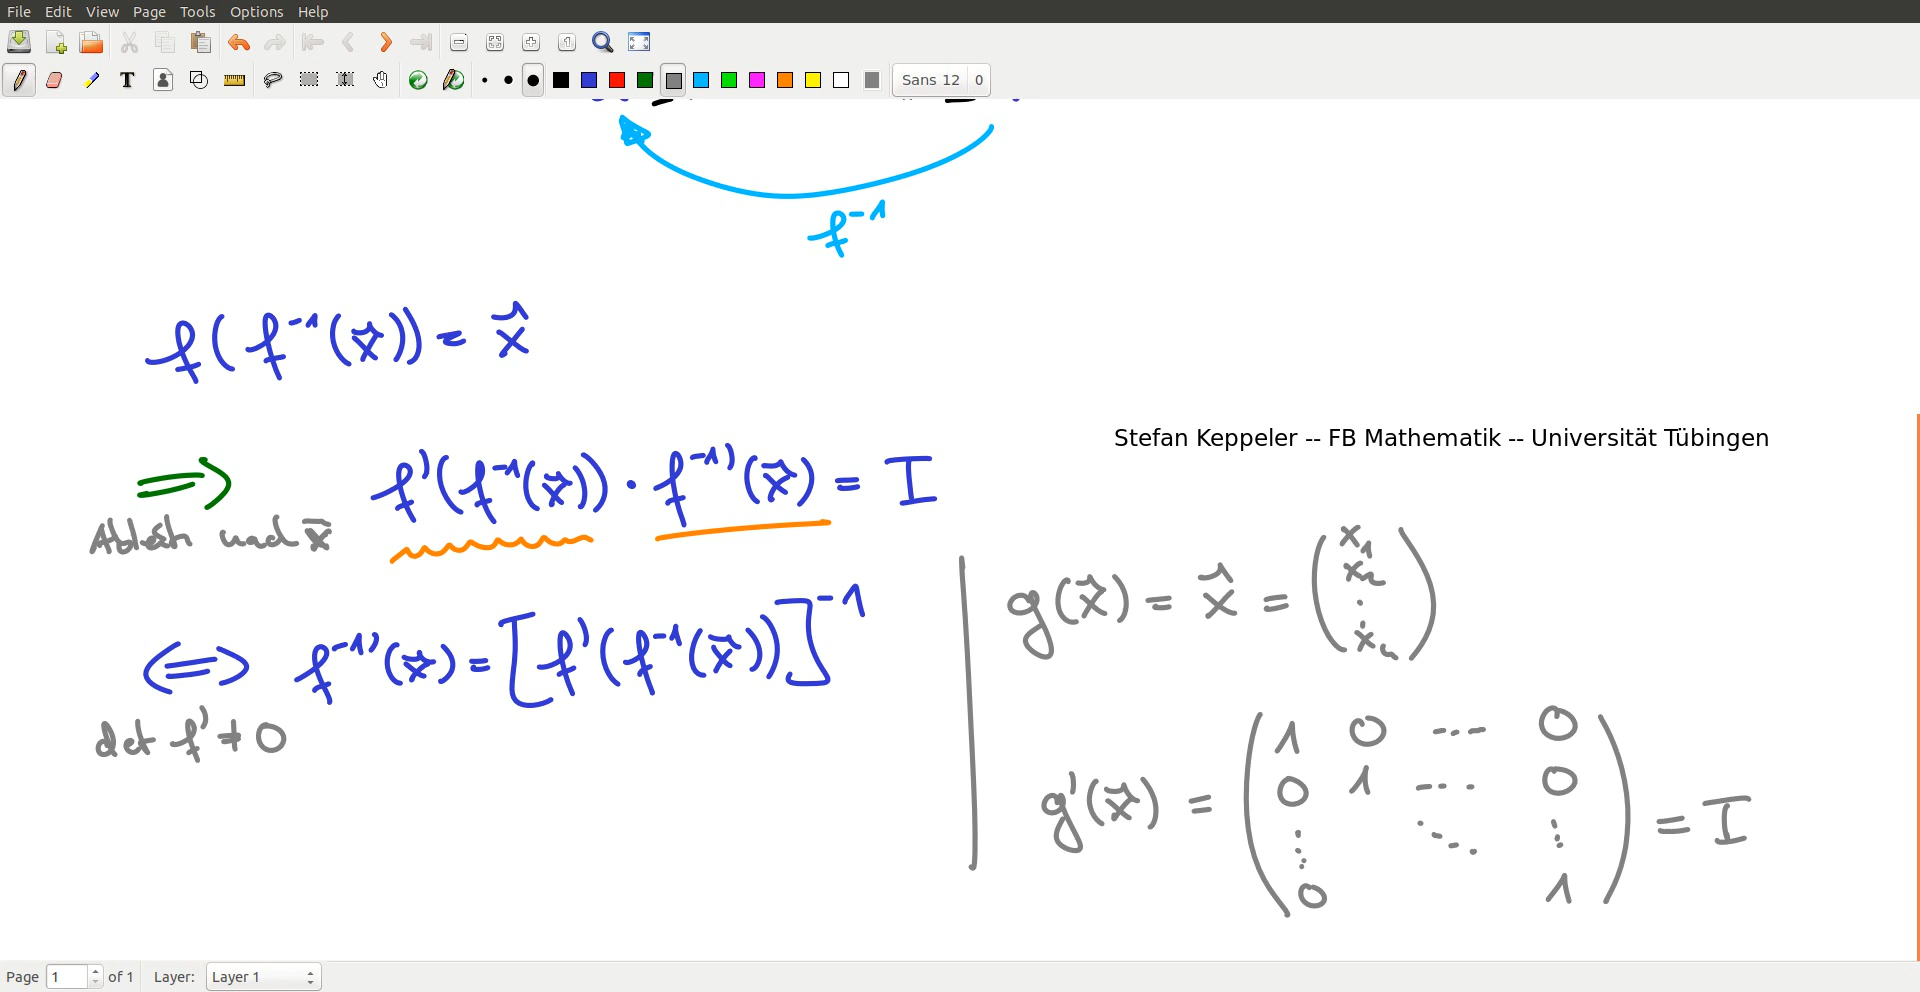 File Edit View Page Tools Options Help
Sans 12 0
f⁻¹
f(f⁻¹(x⃗)) = x⃗
Stefan Keppeler -- FB Mathematik -- Universität Tübingen
⟹ f'(f⁻¹(x⃗)) · f⁻¹'(x⃗) = I
nach x⃗
g(x⃗) = x⃗ = (x₁ x₂ ⋮ xₙ)
⟺ f⁻¹'(x⃗) = [f'(f⁻¹(x⃗))]⁻¹
det f' ≠ 0
g'(x⃗) = (1 0 ... 0
0 1 ... 0
⋮ ⋱ ⋮
0 1) = I
Page 1 of 1 Layer: Layer 1